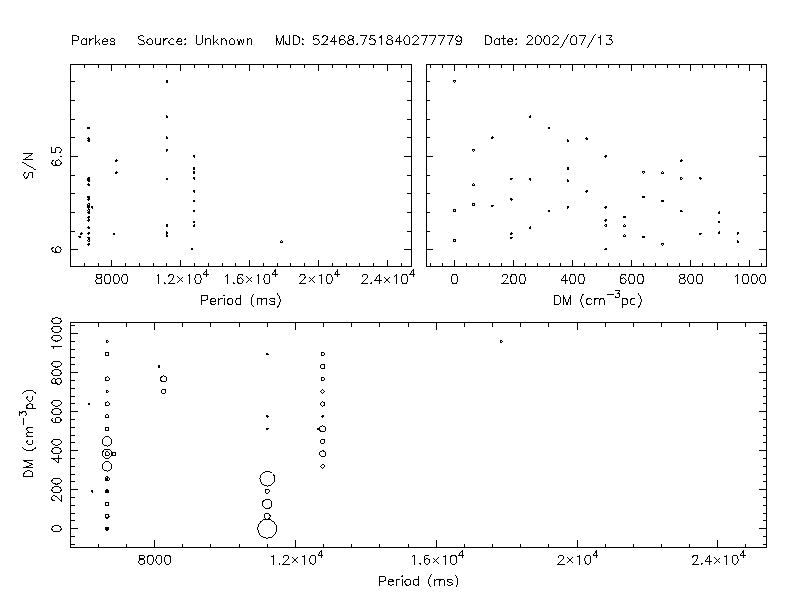 Parkes Source: Unknown MJD: 52468.751840277779 Date: 2002/07/13
S/N
6.5
6
8000 1.2×10⁴ 1.6×10⁴ 2×10⁴ 2.4×10⁴
Period (ms)
0 200 400 600 800 1000
DM (cm⁻³pc)
DM (cm⁻³pc)
1000
800
600
400
200
0
8000 1.2×10⁴ 1.6×10⁴ 2×10⁴ 2.4×10⁴
Period (ms)